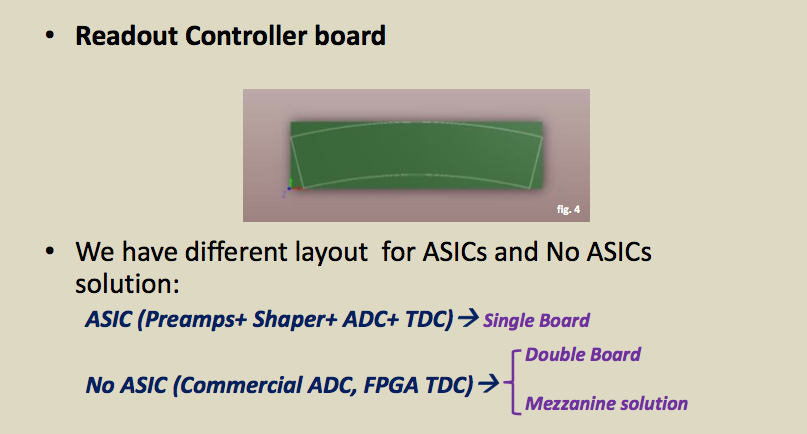 • Readout Controller board
fig. 4
• We have different layout for ASICs and No ASICs
solution:
ASIC (Preamps+ Shaper+ ADC+ TDC) → Single Board
Double Board
No ASIC (Commercial ADC, FPGA TDC) →
Mezzanine solution